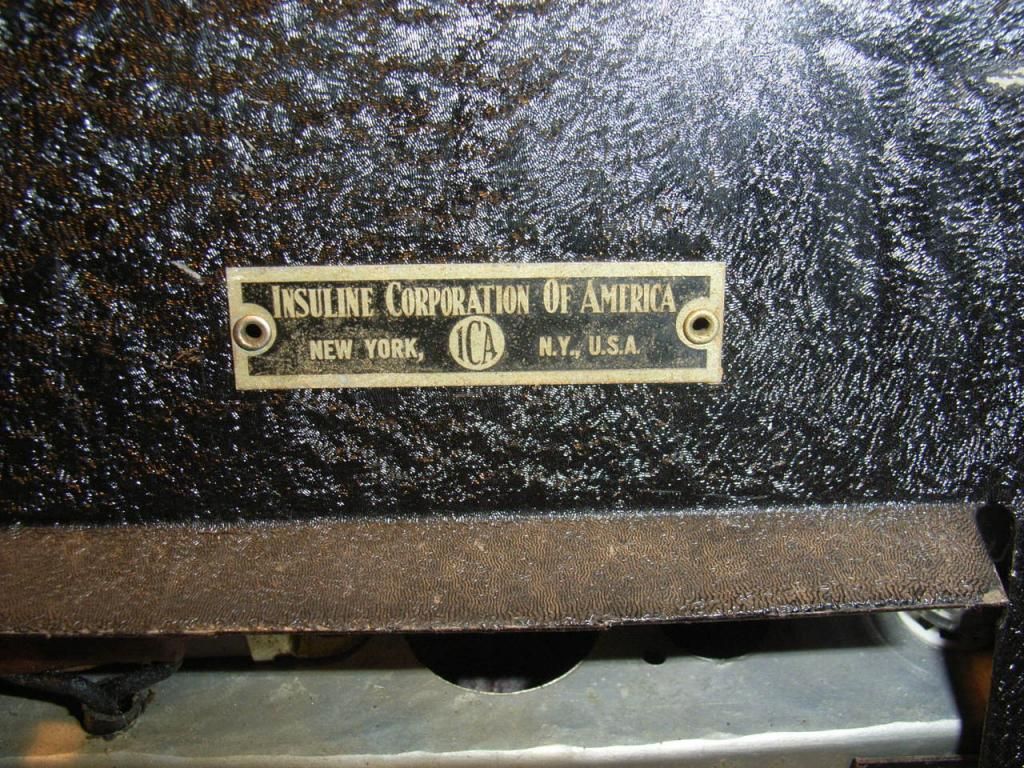 Insuline Corporation Of America
NEW YORK, ICA N.Y., U.S.A.